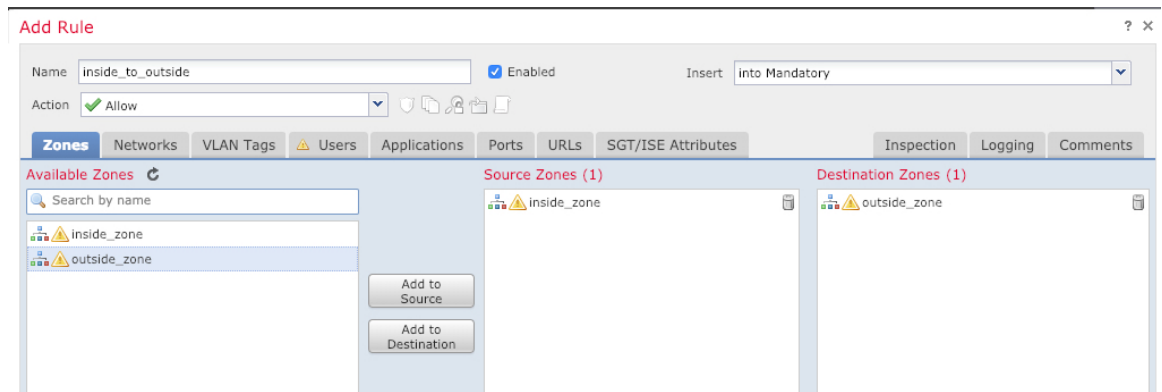 Add Rule
? ×
Name inside_to_outside Enabled Insert into Mandatory
Action Allow
Zones Networks VLAN Tags Users Applications Ports URLs SGT/ISE Attributes Inspection Logging Comments
Available Zones Source Zones (1) Destination Zones (1)
Search by name inside_zone outside_zone
inside_zone
outside_zone
Add to
Source
Add to
Destination